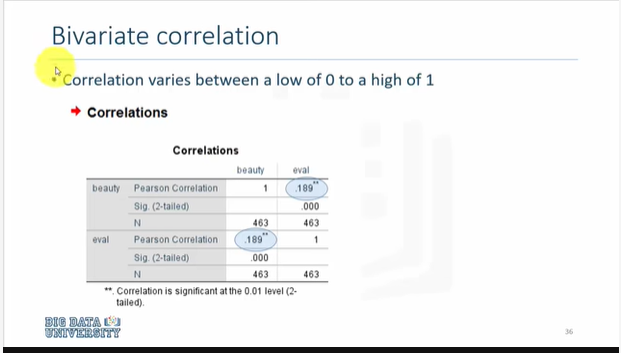 Bivariate correlation
• Correlation varies between a low of 0 to a high of 1
Correlations
Correlations
beauty eval
beauty Pearson Correlation 1 .189**
Sig. (2-tailed) .000
N 463 463
eval Pearson Correlation .189** 1
Sig. (2-tailed) .000
N 463 463
**. Correlation is significant at the 0.01 level (2-
tailed).
BIG DATA
UNIVERSITY
36